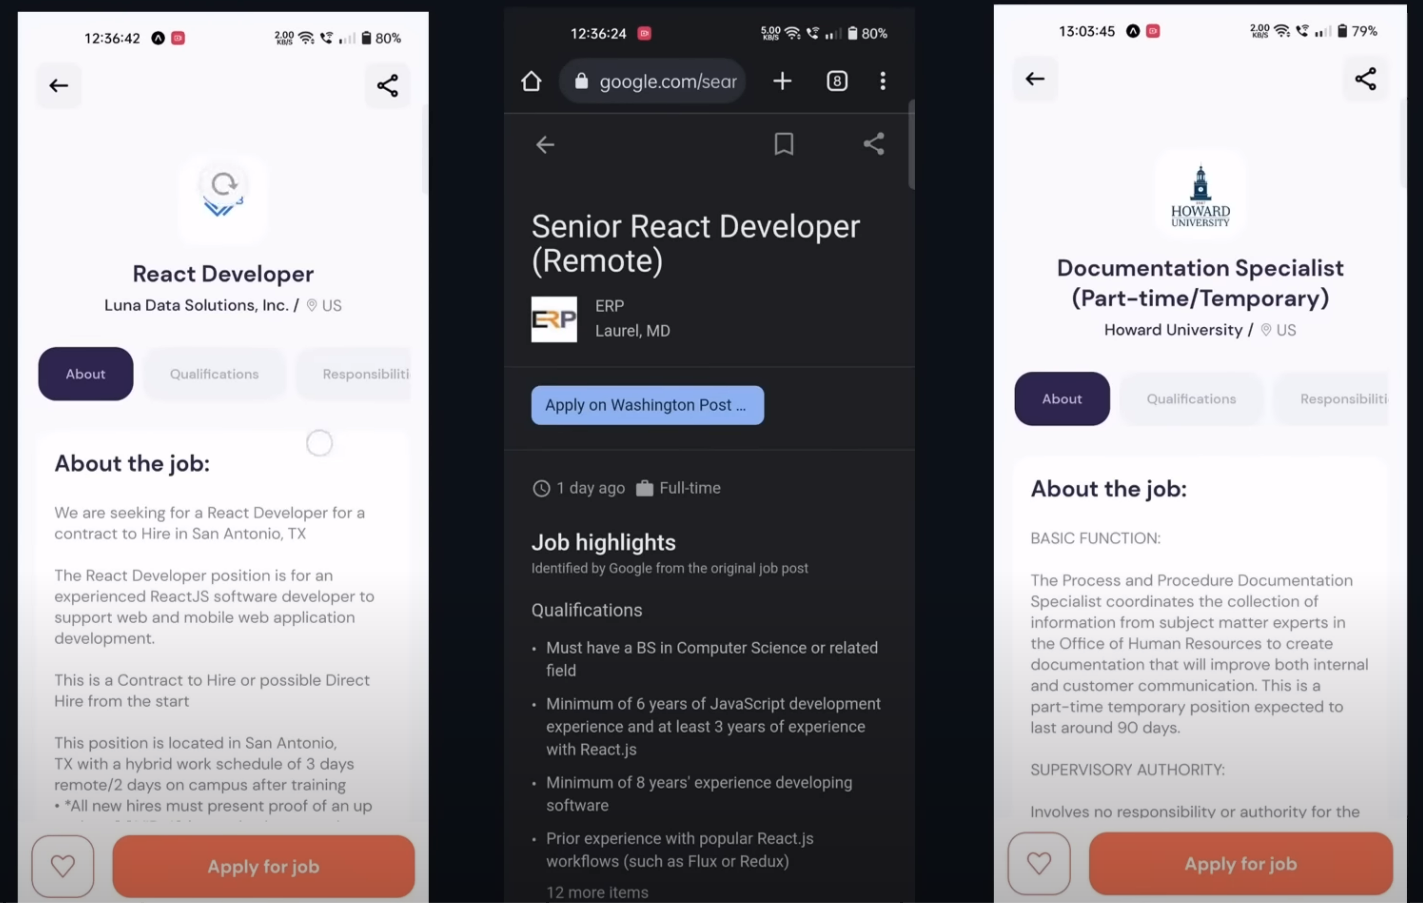 12:36:42
2.00
KB/S
80%
React Developer
Luna Data Solutions, Inc. / US
About
Qualifications
Responsibiliti
About the job:
We are seeking for a React Developer for a
contract to Hire in San Antonio, TX
The React Developer position is for an
experienced ReactJS software developer to
support web and mobile web application
development.
This is a Contract to Hire or possible Direct
Hire from the start
This position is located in San Antonio,
TX with a hybrid work schedule of 3 days
remote/2 days on campus after training
• *All new hires must present proof of an up
Apply for job
12:36:24
5.00
KB/S
80%
google.com/sear
8
Senior React Developer
(Remote)
ERP
ERP
Laurel, MD
Apply on Washington Post ...
1 day ago
Full-time
Job highlights
Identified by Google from the original job post
Qualifications
• Must have a BS in Computer Science or related
field
• Minimum of 6 years of JavaScript development
experience and at least 3 years of experience
with React.js
• Minimum of 8 years' experience developing
software
• Prior experience with popular React.js
workflows (such as Flux or Redux)
12 more items
13:03:45
2.00
KB/S
79%
HOWARD
UNIVERSITY
Documentation Specialist
(Part-time/Temporary)
Howard University / US
About
Qualifications
Responsibiliti
About the job:
BASIC FUNCTION:
The Process and Procedure Documentation
Specialist coordinates the collection of
information from subject matter experts in
the Office of Human Resources to create
documentation that will improve both internal
and customer communication. This is a
part-time temporary position expected to
last around 90 days.
SUPERVISORY AUTHORITY:
Involves no responsibility or authority for the
Apply for job